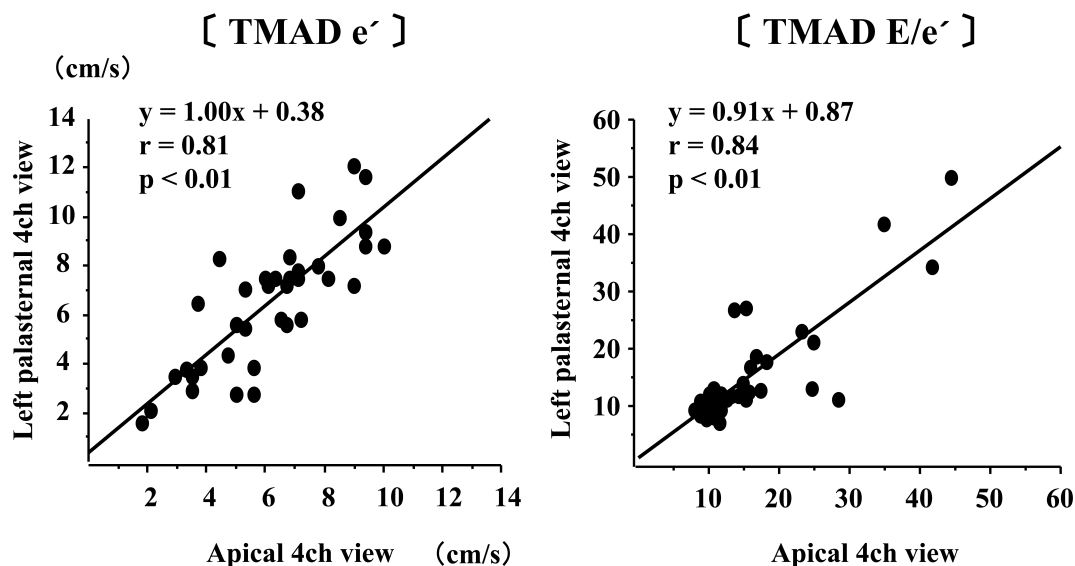 〔 TMAD e´ 〕
（cm/s）
y = 1.00x + 0.38
r = 0.81
p < 0.01
Left palasternal 4ch view
14
12
10
8
6
4
2
2 4 6 8 10 12 14
Apical 4ch view （cm/s）
〔 TMAD E/e´ 〕
y = 0.91x + 0.87
r = 0.84
p < 0.01
Left palasternal 4ch view
60
50
40
30
20
10
10 20 30 40 50 60
Apical 4ch view